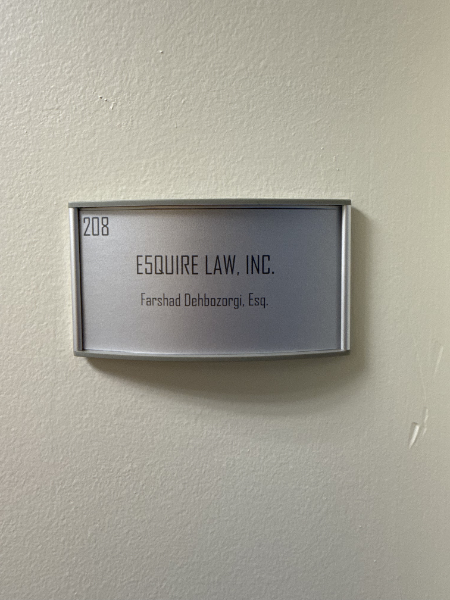 208
ESQUIRE LAW, INC.
Farshad Dehbozorgi, Esq.